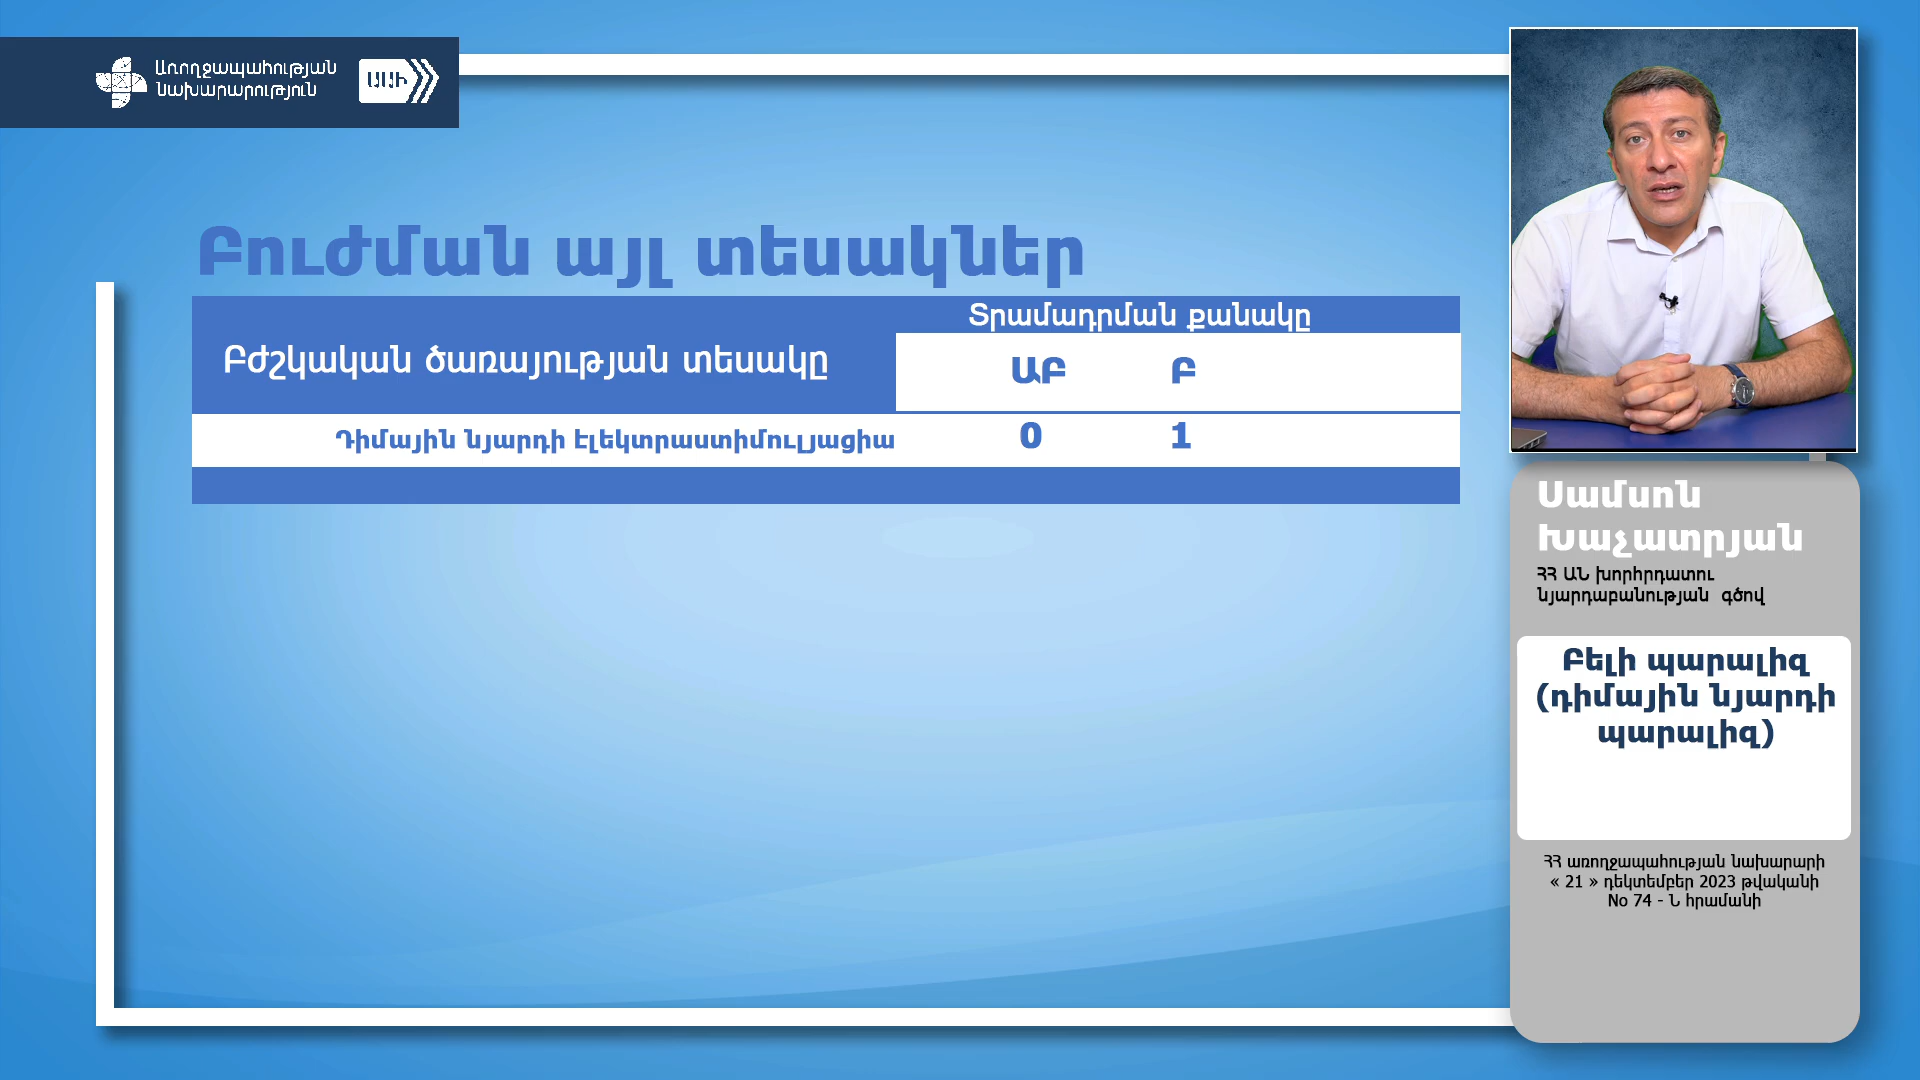 Առողջապահության
նախարարություն
ԱԱԻ
Բուժման այլ տեսակներ
Բժշկական ծառայության տեսակը
Տրամադրման քանակը
ԱԲ Բ
Դիմային նյարդի էլեկտրաստիմուլյացիա 0 1
Սամսոն
Խաչատրյան
ՀՀ ԱՆ խորհրդատու
նյարդաբանության գծով
Բելի պարալիզ
(դիմային նյարդի
պարալիզ)
ՀՀ առողջապահության նախարարի
« 21 » դեկտեմբեր 2023 թվականի
No 74 - Ն հրամանի